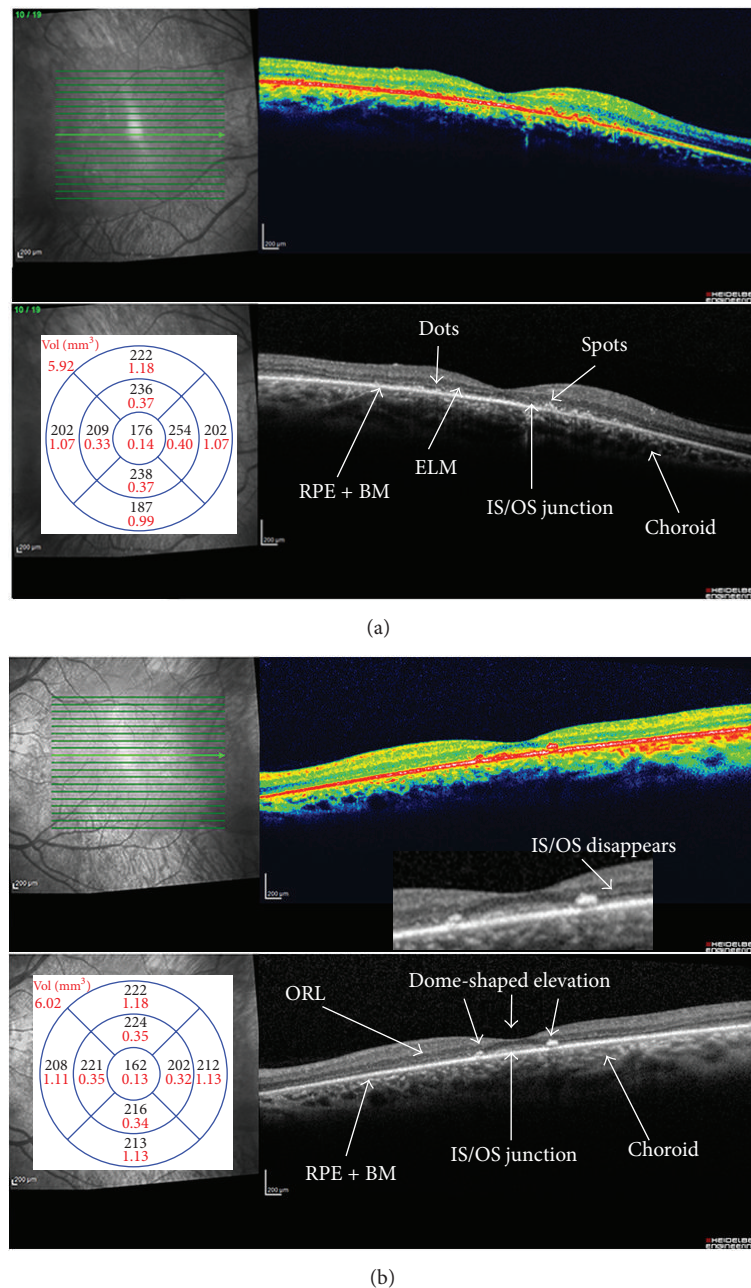 10 / 19
200 µm
200 µm
HEIDELBERG
ENGINEERING
10 / 19
Vol (mm³)
5.92
222
1.18
236
0.37
202
1.07
209
0.33
176
0.14
254
0.40
202
1.07
238
0.37
187
0.99
Dots
Spots
ELM
RPE + BM
IS/OS junction
Choroid
200 µm
200 µm
(a)
IS/OS disappears
200 µm
200 µm
Vol (mm³)
6.02
222
1.18
224
0.35
208
1.11
221
0.35
162
0.13
202
0.32
212
1.13
216
0.34
213
1.13
Dome-shaped elevation
ORL
RPE + BM
IS/OS junction
Choroid
200 µm
200 µm
(b)